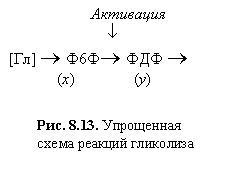 Активация
↓
[Гл] → Ф6Ф → ФДФ →
(x) (y)
Рис. 8.13. Упрощенная
схема реакций гликолиза